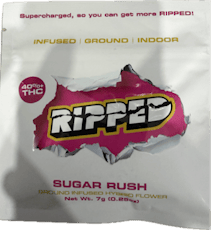 Supercharged, so you can get more RIPPED!
INFUSED | GROUND | INDOOR
40%+
THC
RIPPED
SUGAR RUSH
GROUND INFUSED HYBRID FLOWER
Net Wt. 7g (0.25oz)